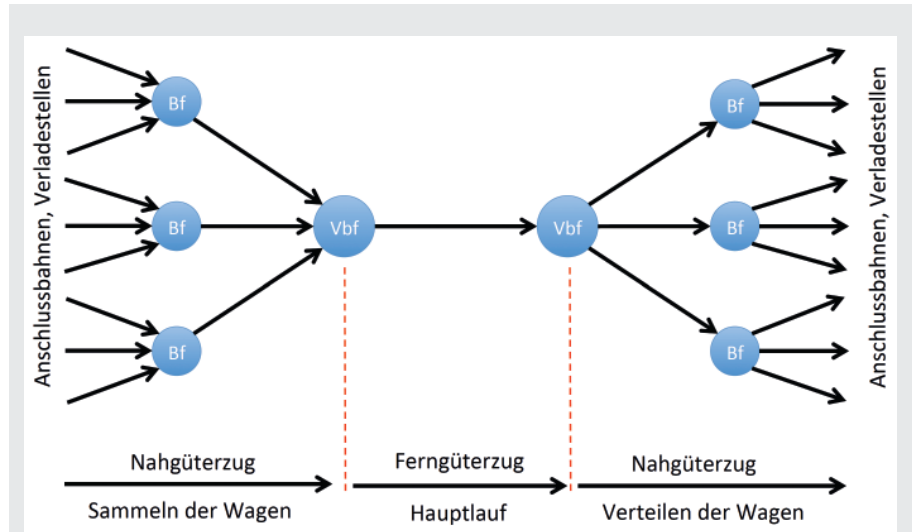 Anschlussbahnen, Verladestellen
Bf
Bf
Bf
Vbf
Vbf
Bf
Bf
Bf
Anschlussbahnen, Verladestellen
Nahgüterzug
Ferngüterzug
Nahgüterzug
Sammeln der Wagen
Hauptlauf
Verteilen der Wagen